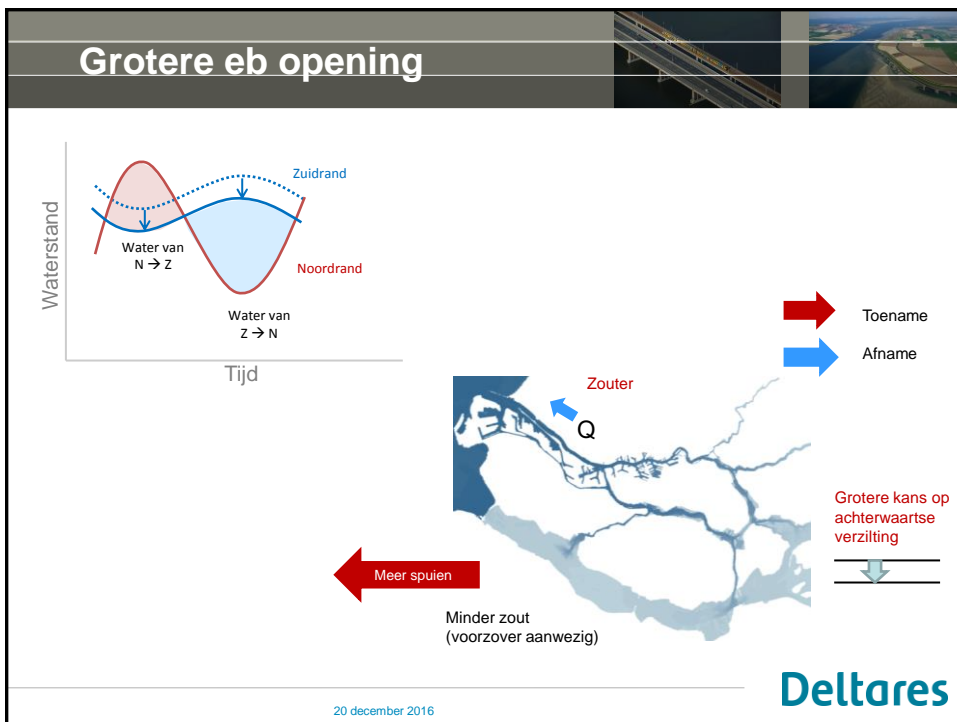 Grotere eb opening
Waterstand
Zuidrand
Water van
N → Z
Noordrand
Water van
Z → N
Tijd
Toename
Afname
Zouter
Q
Grotere kans op
achterwaartse
verzilting
Meer spuien
Minder zout
(voorzover aanwezig)
20 december 2016
Deltares